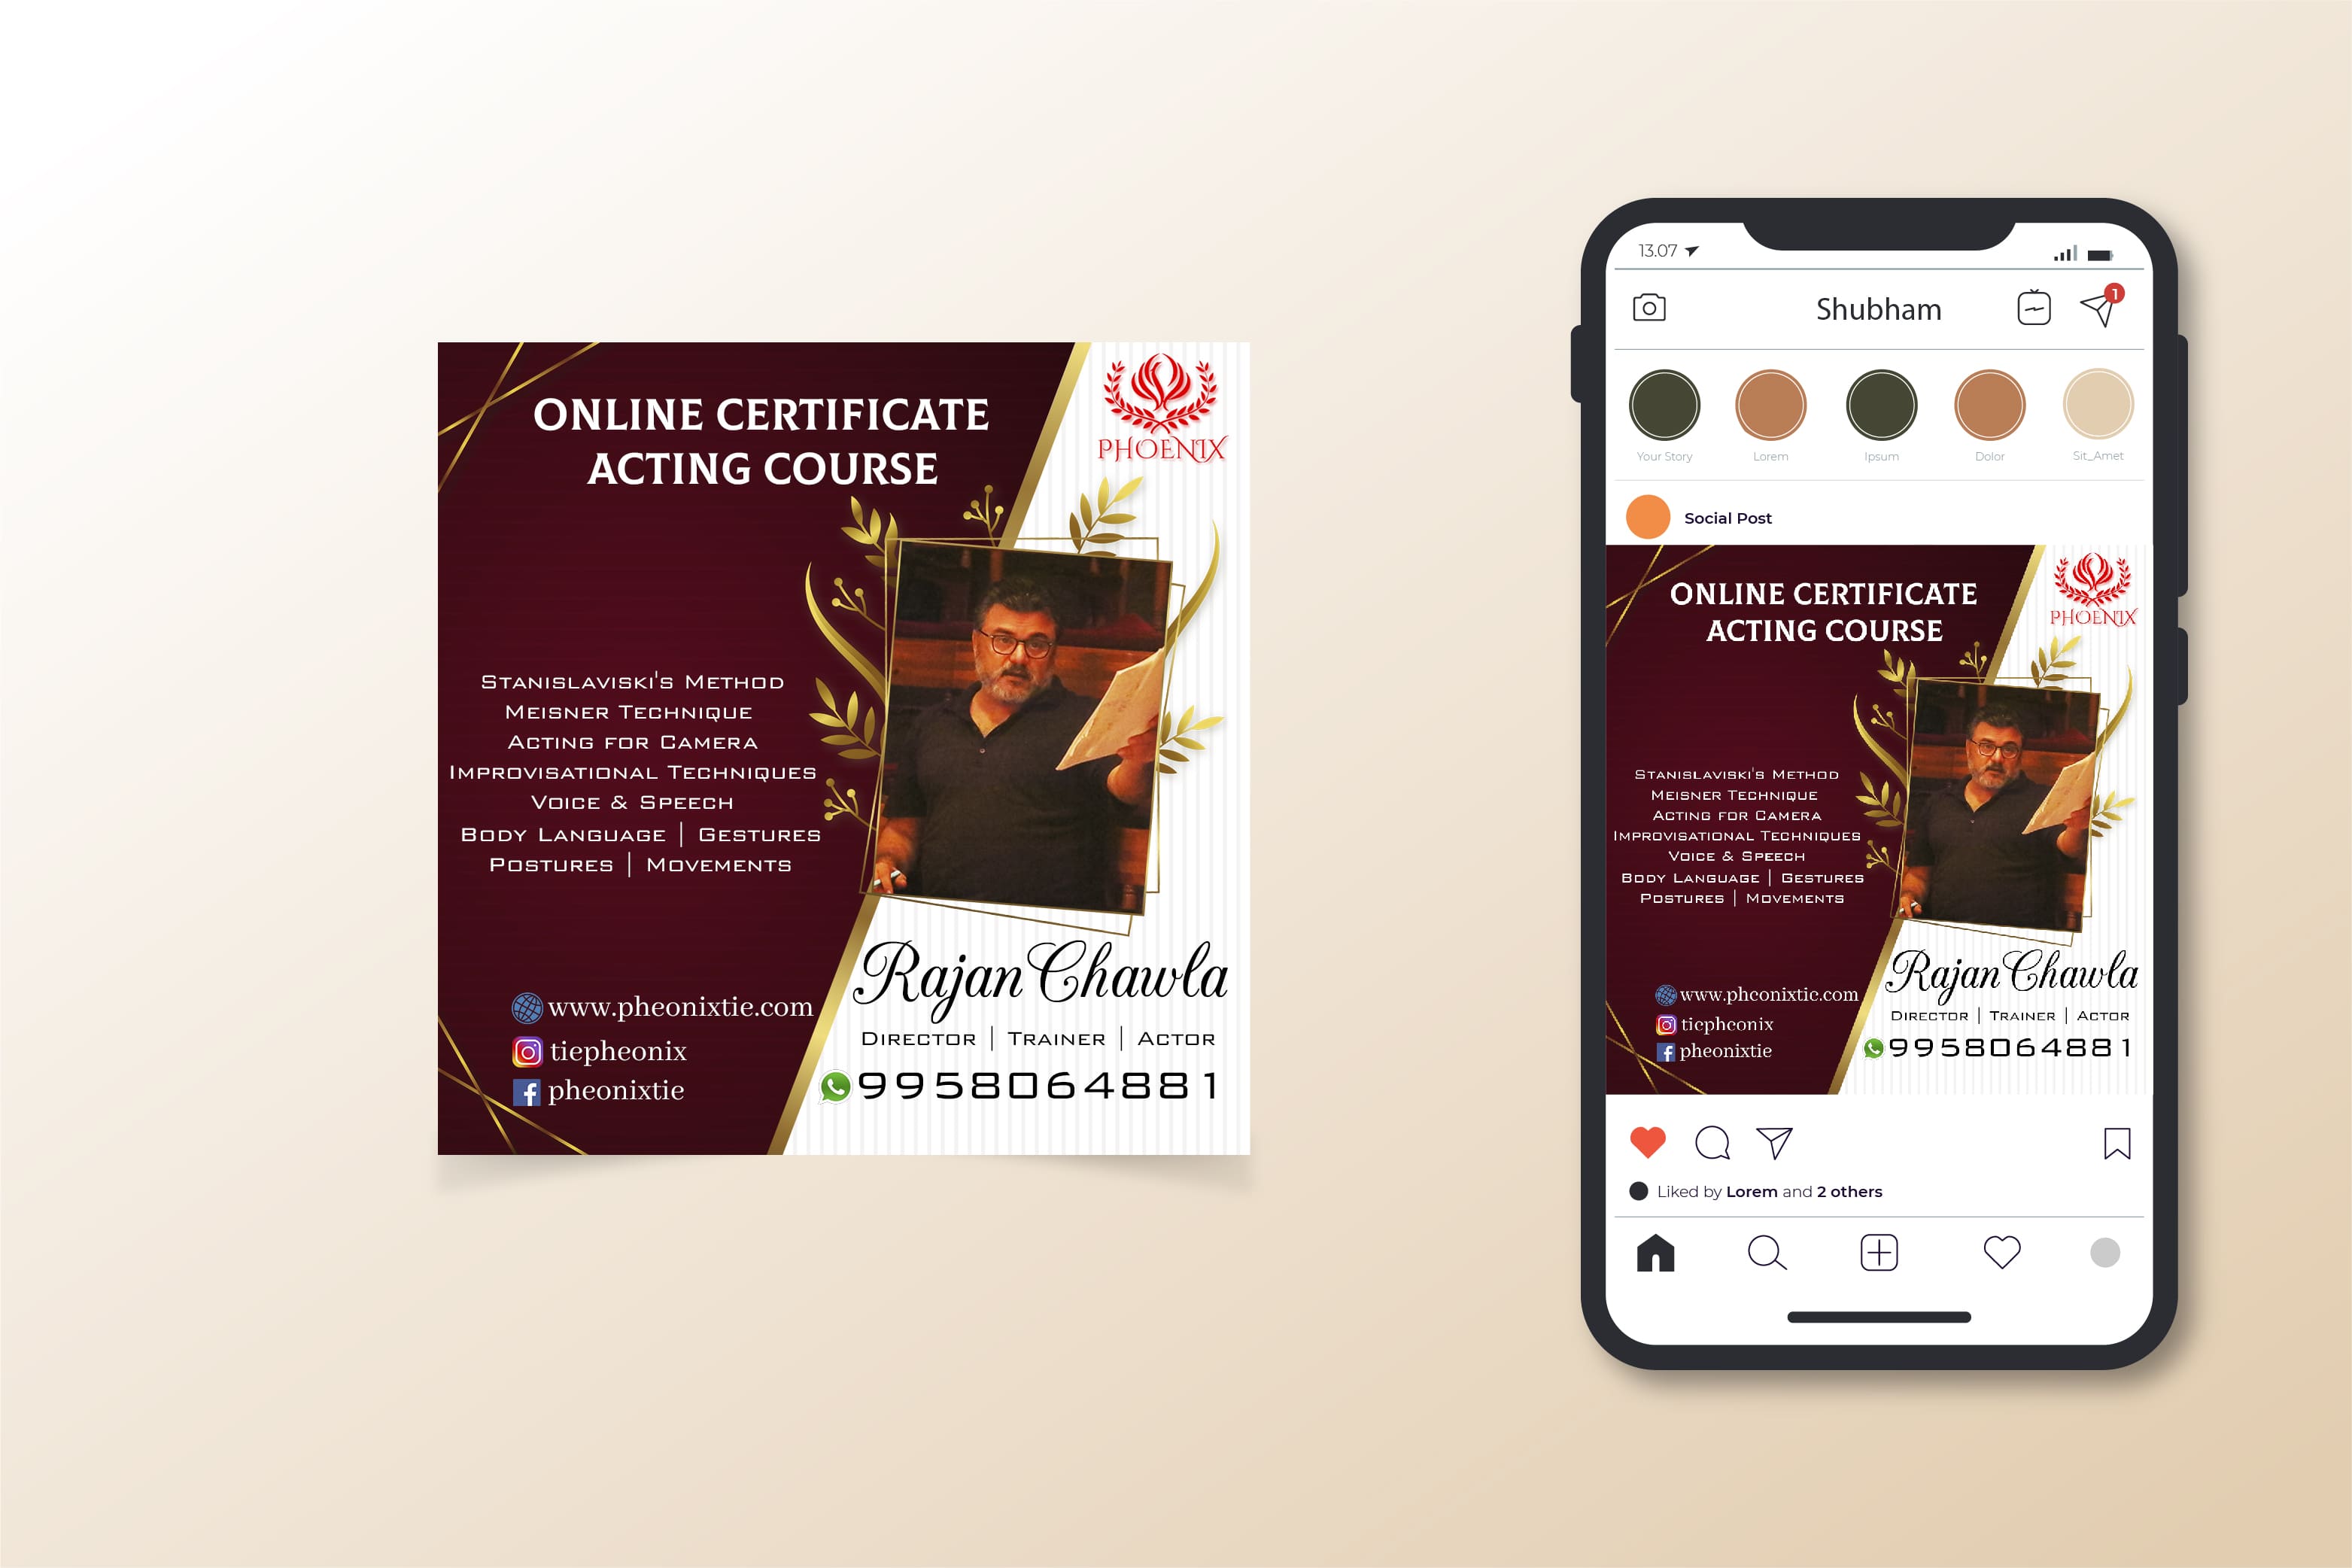 ONLINE CERTIFICATE
ACTING COURSE
PHOENIX
STANISLAVISKI'S METHOD
MEISNER TECHNIQUE
ACTING FOR CAMERA
IMPROVISATIONAL TECHNIQUES
VOICE & SPEECH
BODY LANGUAGE | GESTURES
POSTURES | MOVEMENTS
www.pheonixtie.com
tiepheonix
pheonixtie
Rajan Chawla
DIRECTOR | TRAINER | ACTOR
9958064881
13.07
Shubham
1
Your Story Lorem Ipsum Dolor Sit_Amet
Social Post
ONLINE CERTIFICATE
ACTING COURSE
PHOENIX
STANISLAVISKI'S METHOD
MEISNER TECHNIQUE
ACTING FOR CAMERA
IMPROVISATIONAL TECHNIQUES
VOICE & SPEECH
BODY LANGUAGE | GESTURES
POSTURES | MOVEMENTS
www.pheonixtie.com
tiepheonix
pheonixtie
Rajan Chawla
DIRECTOR | TRAINER | ACTOR
9958064881
Liked by Lorem and 2 others